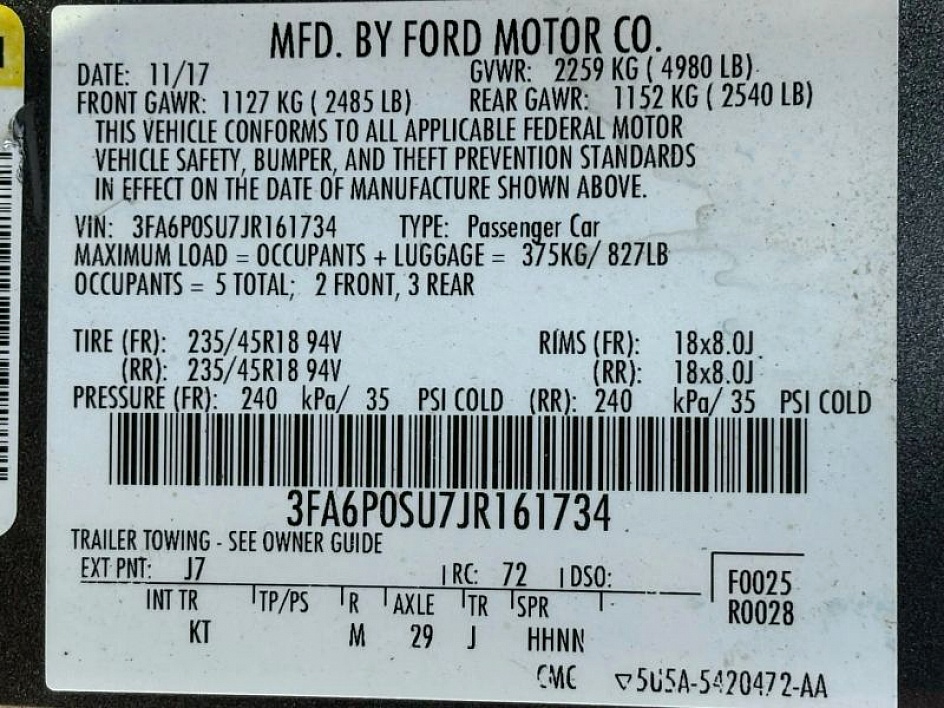 MFD. BY FORD MOTOR CO.
DATE: 11/17 GVWR: 2259 KG ( 4980 LB)
FRONT GAWR: 1127 KG ( 2485 LB) REAR GAWR: 1152 KG ( 2540 LB)
THIS VEHICLE CONFORMS TO ALL APPLICABLE FEDERAL MOTOR
VEHICLE SAFETY, BUMPER, AND THEFT PREVENTION STANDARDS
IN EFFECT ON THE DATE OF MANUFACTURE SHOWN ABOVE.
VIN: 3FA6P0SU7JR161734 TYPE: Passenger Car
MAXIMUM LOAD = OCCUPANTS + LUGGAGE = 375KG/ 827LB
OCCUPANTS = 5 TOTAL; 2 FRONT, 3 REAR
TIRE (FR): 235/45R18 94V RIMS (FR): 18x8.0J
(RR): 235/45R18 94V (RR): 18x8.0J
PRESSURE (FR): 240 kPa/ 35 PSI COLD (RR): 240 kPa/ 35 PSI COLD
3FA6P0SU7JR161734
TRAILER TOWING - SEE OWNER GUIDE
EXT PNT: J7 RC: 72 DSO:
F0025
R0028
INT TR TP/PS R AXLE TR SPR
KT M 29 J HHNN
CMC ▽5U5A-5420472-AA